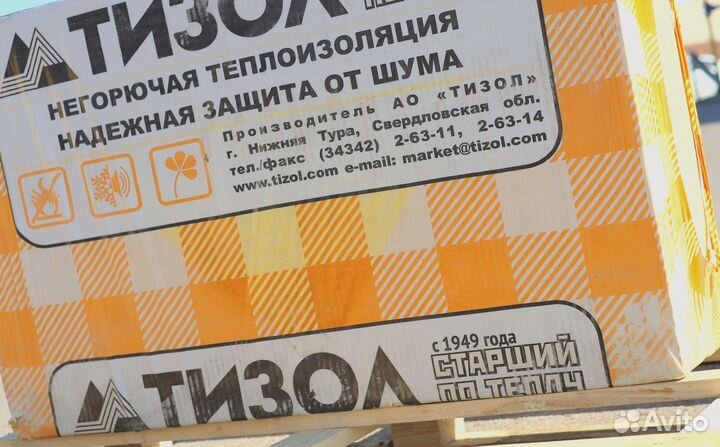 ТИЗОЛ
НЕГОРЮЧАЯ ТЕПЛОИЗОЛЯЦИЯ
НАДЕЖНАЯ ЗАЩИТА ОТ ШУМА
Производитель АО «ТИЗОЛ»
г. Нижняя Тура, Свердловская обл.
тел./факс (34342) 2-63-11, 2-63-14
www.tizol.com e-mail: market@tizol.com
ТИЗОЛ
с 1949 года
СТАРШИЙ
ПО ТЕПЛУ
Avito